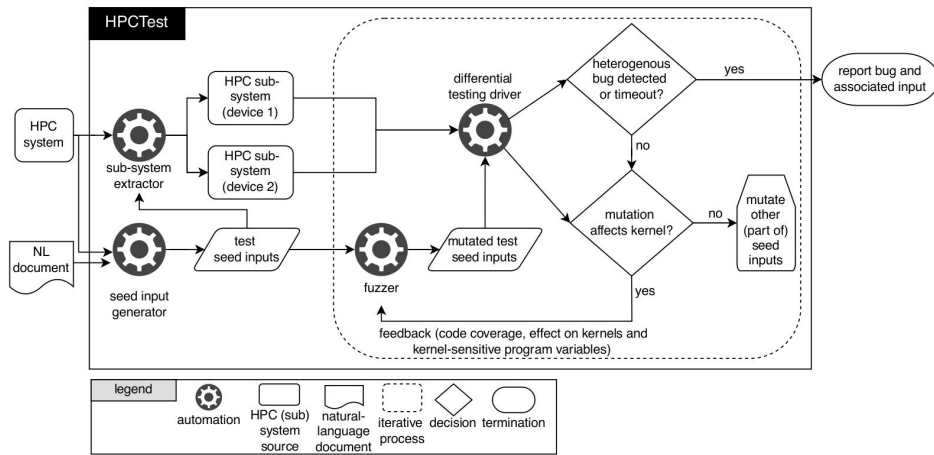 HPCTest
HPC
system
NL
document
sub-system
extractor
seed input
generator
HPC sub-
system
(device 1)
HPC sub-
system
(device 2)
test
seed inputs
fuzzer
mutated test
seed inputs
differential
testing driver
heterogenous
bug detected
or timeout?
yes
report bug and
associated input
no
mutation
affects kernel?
no
mutate
other
(part of)
seed
inputs
yes
feedback (code coverage, effect on kernels and
kernel-sensitive program variables)
legend
automation
HPC (sub)
system
source
natural-
language
document
iterative
process
decision
termination